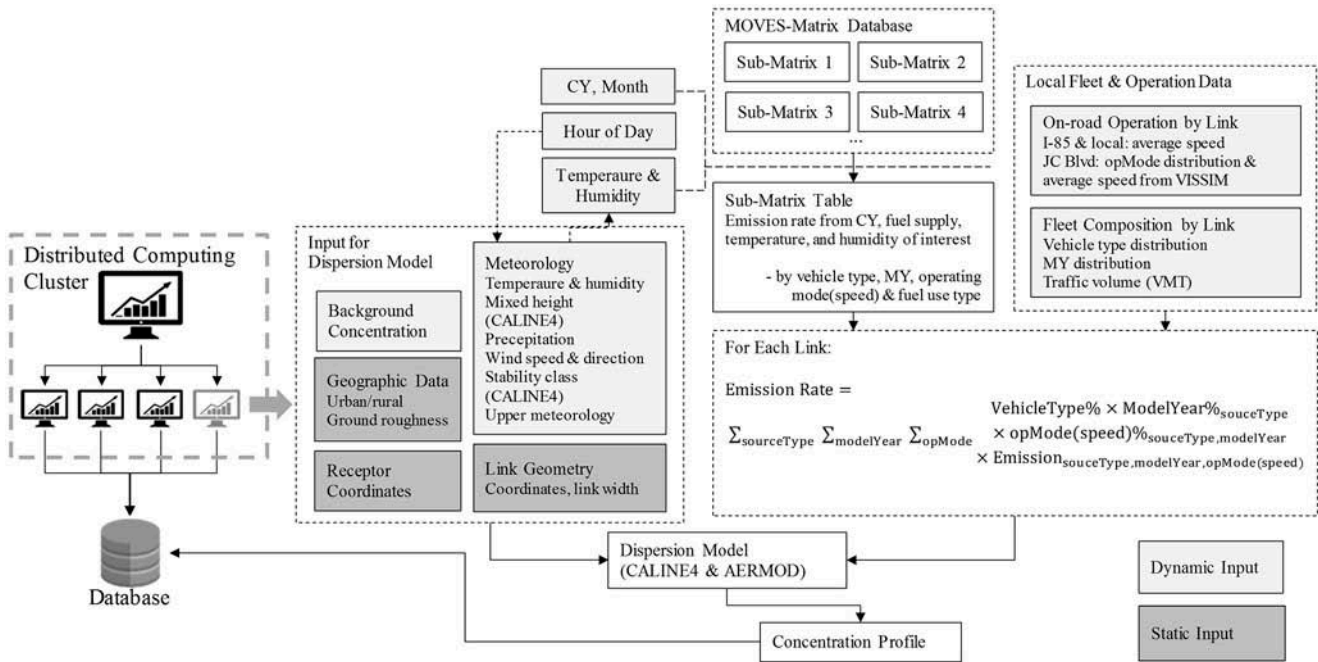 MOVES-Matrix Database
Sub-Matrix 1
Sub-Matrix 2
Sub-Matrix 3
Sub-Matrix 4
...
CY, Month
Hour of Day
Temperaure &
Humidity
Local Fleet & Operation Data
On-road Operation by Link
I-85 & local: average speed
JC Blvd: opMode distribution &
average speed from VISSIM
Fleet Composition by Link
Vehicle type distribution
MY distribution
Traffic volume (VMT)
Sub-Matrix Table
Emission rate from CY, fuel supply,
temperature, and humidity of interest
- by vehicle type, MY, operating
mode(speed) & fuel use type
Distributed Computing
Cluster
Input for
Dispersion Model
Background
Concentration
Geographic Data
Urban/rural
Ground roughness
Receptor
Coordinates
Meteorology
Temperaure & humidity
Mixed height
(CALINE4)
Precepitation
Wind speed & direction
Stability class
(CALINE4)
Upper meteorology
Link Geometry
Coordinates, link width
For Each Link:
Emission Rate =
VehicleType% × ModelYear%souceType
∑sourceType ∑modelYear ∑opMode × opMode(speed)%souceType,modelYear
× Emissionsouce​Type,modelYear,opMode(speed)
Database
Dispersion Model
(CALINE4 & AERMOD)
Concentration Profile
Dynamic Input
Static Input